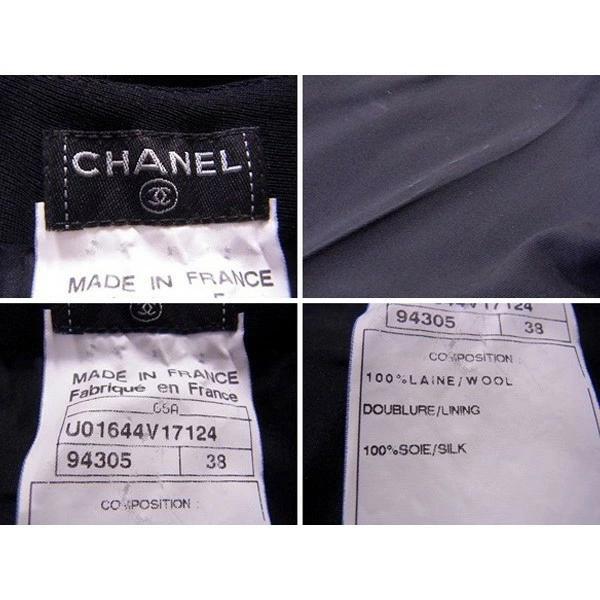 CHANEL
MADE IN FRANCE
94305 38
COMPOSITION
100%LAINE/WOOL
DOUBLURE/LINING
100%SOIE/SILK
MADE IN FRANCE
Fabriqué en France
U01644V17124
94305 38
COMPOSITION :